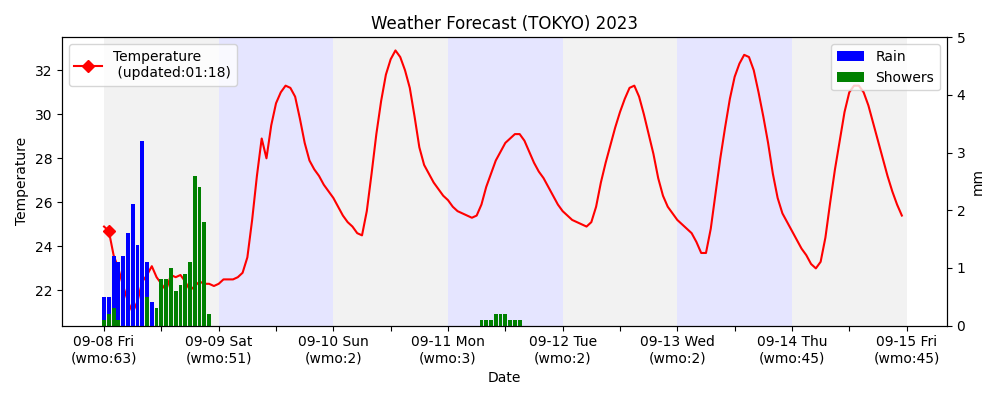 Weather Forecast (TOKYO) 2023
Temperature
(updated:01:18)
Rain
Showers
Temperature
32
30
28
26
24
22
5
4
3
2
1
0
mm
09-08 Fri
(wmo:63)
09-09 Sat
(wmo:51)
09-10 Sun
(wmo:2)
09-11 Mon
(wmo:3)
09-12 Tue
(wmo:2)
09-13 Wed
(wmo:2)
09-14 Thu
(wmo:45)
09-15 Fri
(wmo:45)
Date